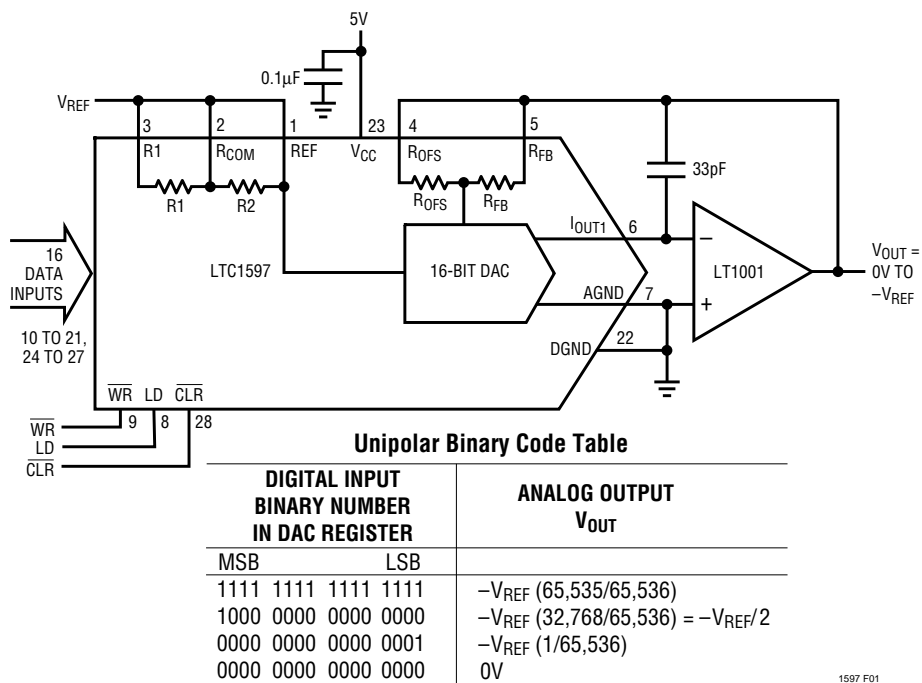 5V
0.1µF
VREF
3 2 1 23 4 5
R1 RCOM REF VCC ROFS RFB
33pF
R1 R2 ROFS RFB
IOUT1 6
16
DATA
INPUTS
LTC1597
16-BIT DAC
–
LT1001
+
VOUT =
0V TO
–VREF
AGND 7
10 TO 21,
24 TO 27
DGND 22
WR LD CLR
9 8 28
WR
LD
CLR
Unipolar Binary Code Table
DIGITAL INPUT
BINARY NUMBER
IN DAC REGISTER
ANALOG OUTPUT
VOUT
MSB LSB
1111 1111 1111 1111 –VREF (65,535/65,536)
1000 0000 0000 0000 –VREF (32,768/65,536) = –VREF/2
0000 0000 0000 0001 –VREF (1/65,536)
0000 0000 0000 0000 0V
1597 F01